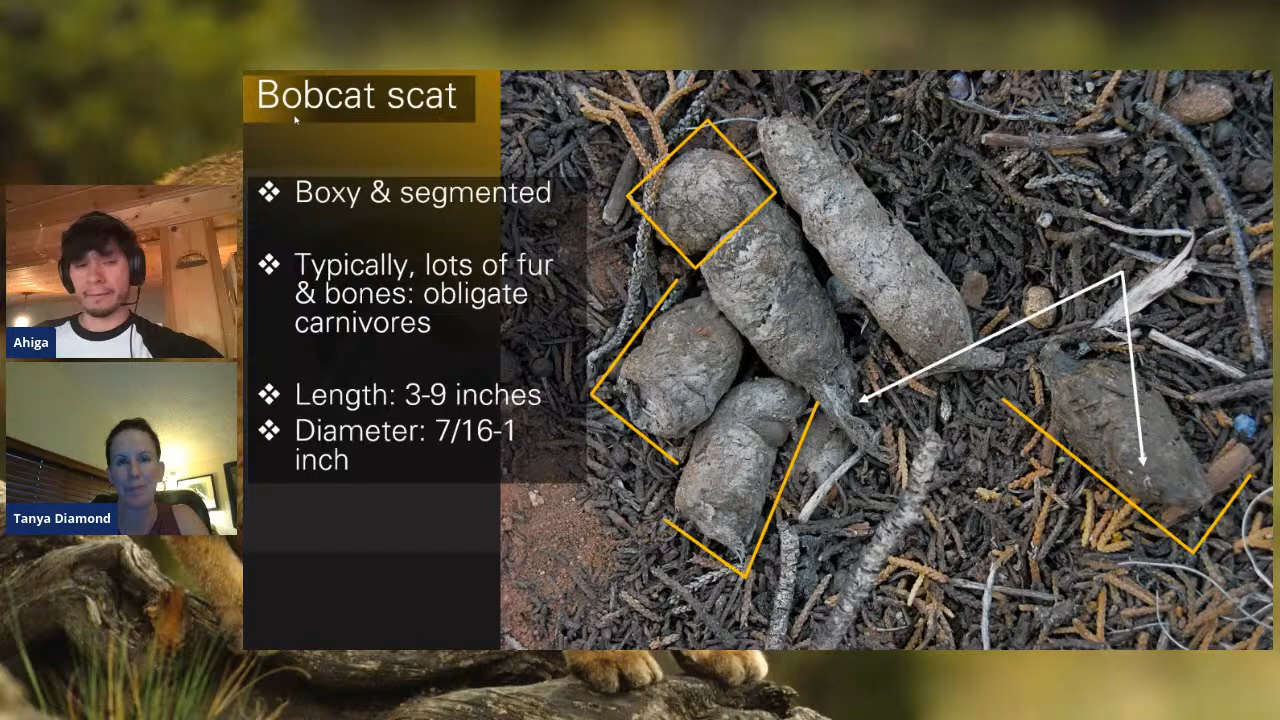 Bobcat scat
❖ Boxy & segmented
❖ Typically, lots of fur
& bones: obligate
carnivores
❖ Length: 3-9 inches
❖ Diameter: 7/16-1
inch
Ahiga
Tanya Diamond